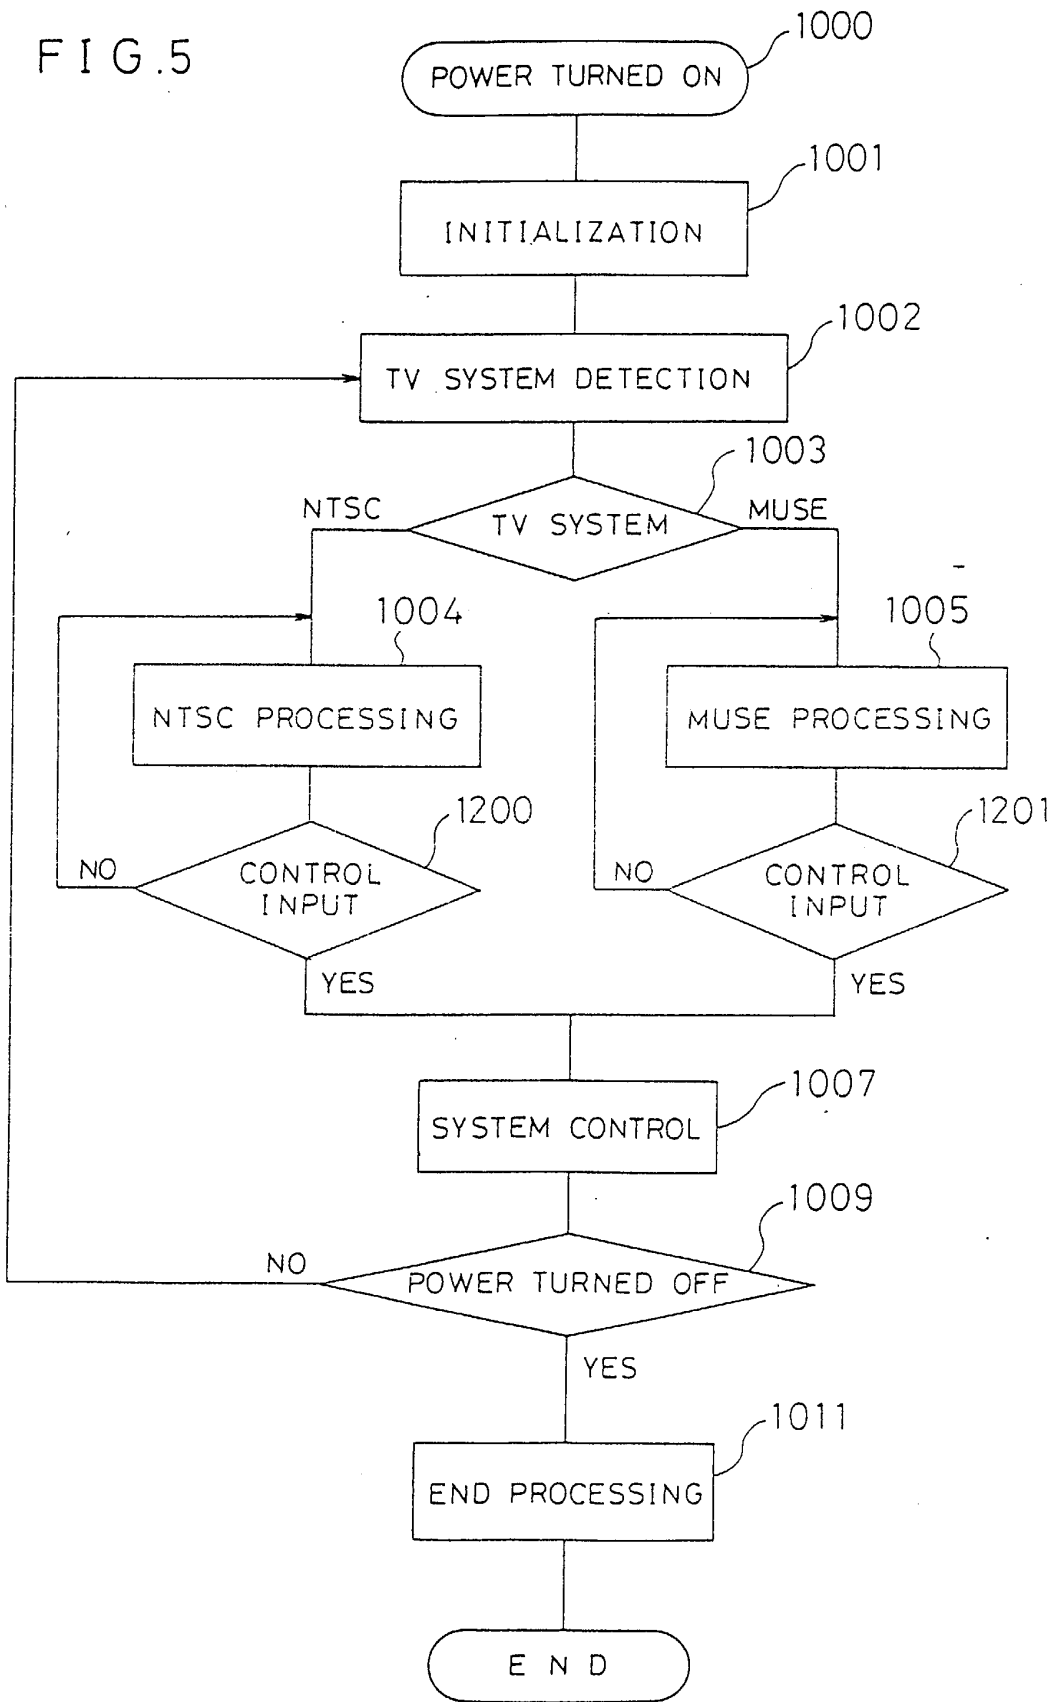 FIG.5
1000
POWER TURNED ON
1001
INITIALIZATION
1002
TV SYSTEM DETECTION
1003
NTSC
TV SYSTEM
MUSE
1004
1005
NTSC PROCESSING
MUSE PROCESSING
1200
1201
NO
CONTROL
INPUT
NO
CONTROL
INPUT
YES
YES
1007
SYSTEM CONTROL
1009
NO
POWER TURNED OFF
YES
1011
END PROCESSING
END